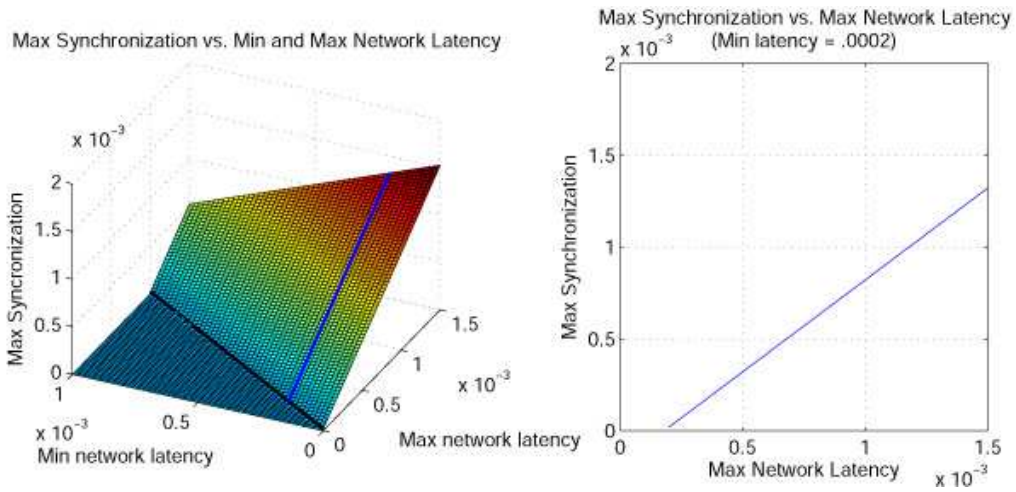 Max Synchronization vs. Min and Max Network Latency
x 10⁻³
2
1.5
1
0.5
0
Max Syncronization
1
0.5
0
x 10⁻³
Min network latency
0
0.5
1
1.5
x 10⁻³
Max network latency
Max Synchronization vs. Max Network Latency
(Min latency = .0002)
x 10⁻³
2
1.5
1
0.5
0
Max Synchronization
0
0.5
1
1.5
Max Network Latency
x 10⁻³